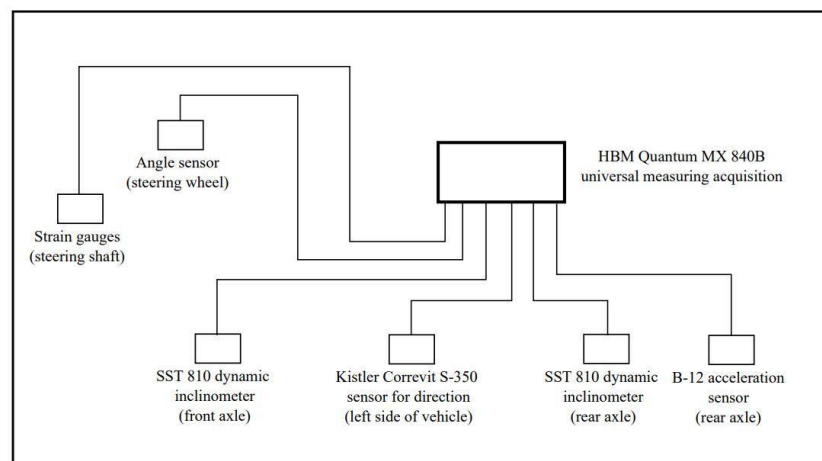 Angle sensor
(steering wheel)
HBM Quantum MX 840B
universal measuring acquisition
Strain gauges
(steering shaft)
SST 810 dynamic
inclinometer
(front axle)
Kistler Correvit S-350
sensor for direction
(left side of vehicle)
SST 810 dynamic
inclinometer
(rear axle)
B-12 acceleration
sensor
(rear axle)